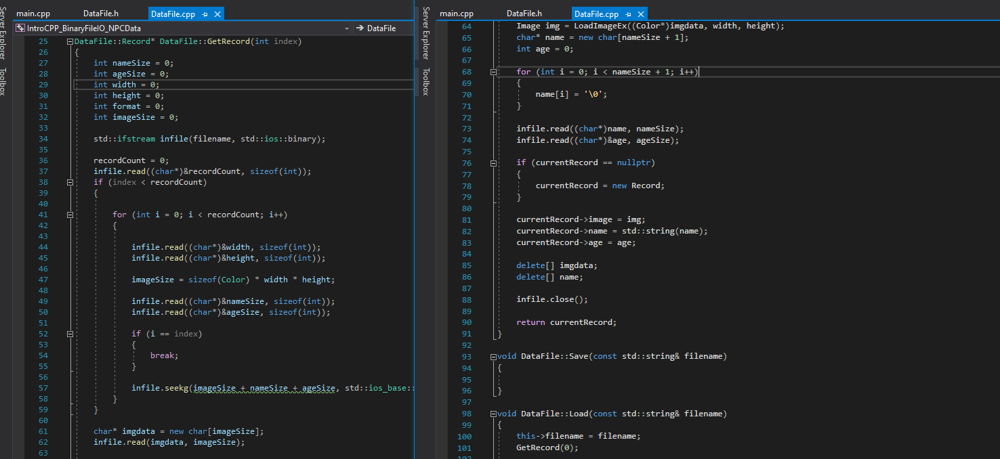 Server Explorer
Toolbox
main.cpp DataFile.h DataFile.cpp
IntroCPP_BinaryFileIO_NPCData DataFile
25 DataFile::Record* DataFile::GetRecord(int index)
26 {
27 int nameSize = 0;
28 int ageSize = 0;
29 int width = 0;
30 int height = 0;
31 int format = 0;
32 int imageSize = 0;
33
34 std::ifstream infile(filename, std::ios::binary);
35
36 recordCount = 0;
37 infile.read((char*)&recordCount, sizeof(int));
38 if (index < recordCount)
39 {
40
41 for (int i = 0; i < recordCount; i++)
42 {
43
44 infile.read((char*)&width, sizeof(int));
45 infile.read((char*)&height, sizeof(int));
46
47 imageSize = sizeof(Color) * width * height;
48
49 infile.read((char*)&nameSize, sizeof(int));
50 infile.read((char*)&ageSize, sizeof(int));
51
52 if (i == index)
53 {
54 break;
55 }
56
57 infile.seekg(imageSize + nameSize + ageSize, std::ios_base::
58 }
59 }
60
61 char* imgdata = new char[imageSize];
62 infile.read(imgdata, imageSize);
63
Server Explorer
Toolbox
main.cpp DataFile.h DataFile.cpp
64 Image img = LoadImageEx((Color*)imgdata, width, height);
65 char* name = new char[nameSize + 1];
66 int age = 0;
67
68 for (int i = 0; i < nameSize + 1; i++)
69 {
70 name[i] = '\0';
71 }
72
73 infile.read((char*)name, nameSize);
74 infile.read((char*)&age, ageSize);
75
76 if (currentRecord == nullptr)
77 {
78 currentRecord = new Record;
79 }
80
81 currentRecord->image = img;
82 currentRecord->name = std::string(name);
83 currentRecord->age = age;
84
85 delete[] imgdata;
86 delete[] name;
87
88 infile.close();
89
90 return currentRecord;
91 }
92
93 void DataFile::Save(const std::string& filename)
94 {
95
96 }
97
98 void DataFile::Load(const std::string& filename)
99 {
100 this->filename = filename;
101 GetRecord(0);